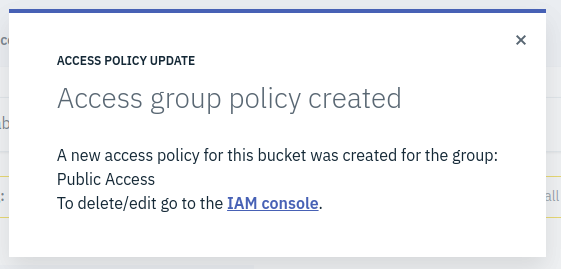 ACCESS POLICY UPDATE
Access group policy created
A new access policy for this bucket was created for the group:
Public Access
To delete/edit go to the IAM console.